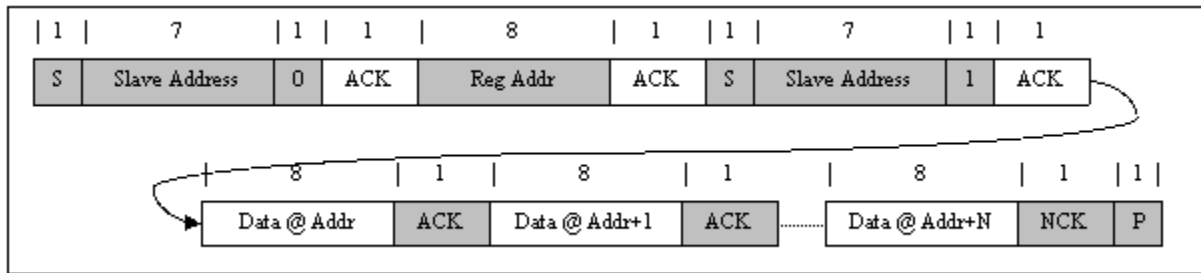 | 1 | 7 | 1 | 1 | 8 | 1 | 1 | 7 | 1 | 1
S Slave Address 0 ACK Reg Addr ACK S Slave Address 1 ACK
| 8 | 1 | 8 | 1 | 8 | 1 | 1 |
Data @ Addr ACK Data @ Addr+1 ACK ........ Data @ Addr+N NCK P